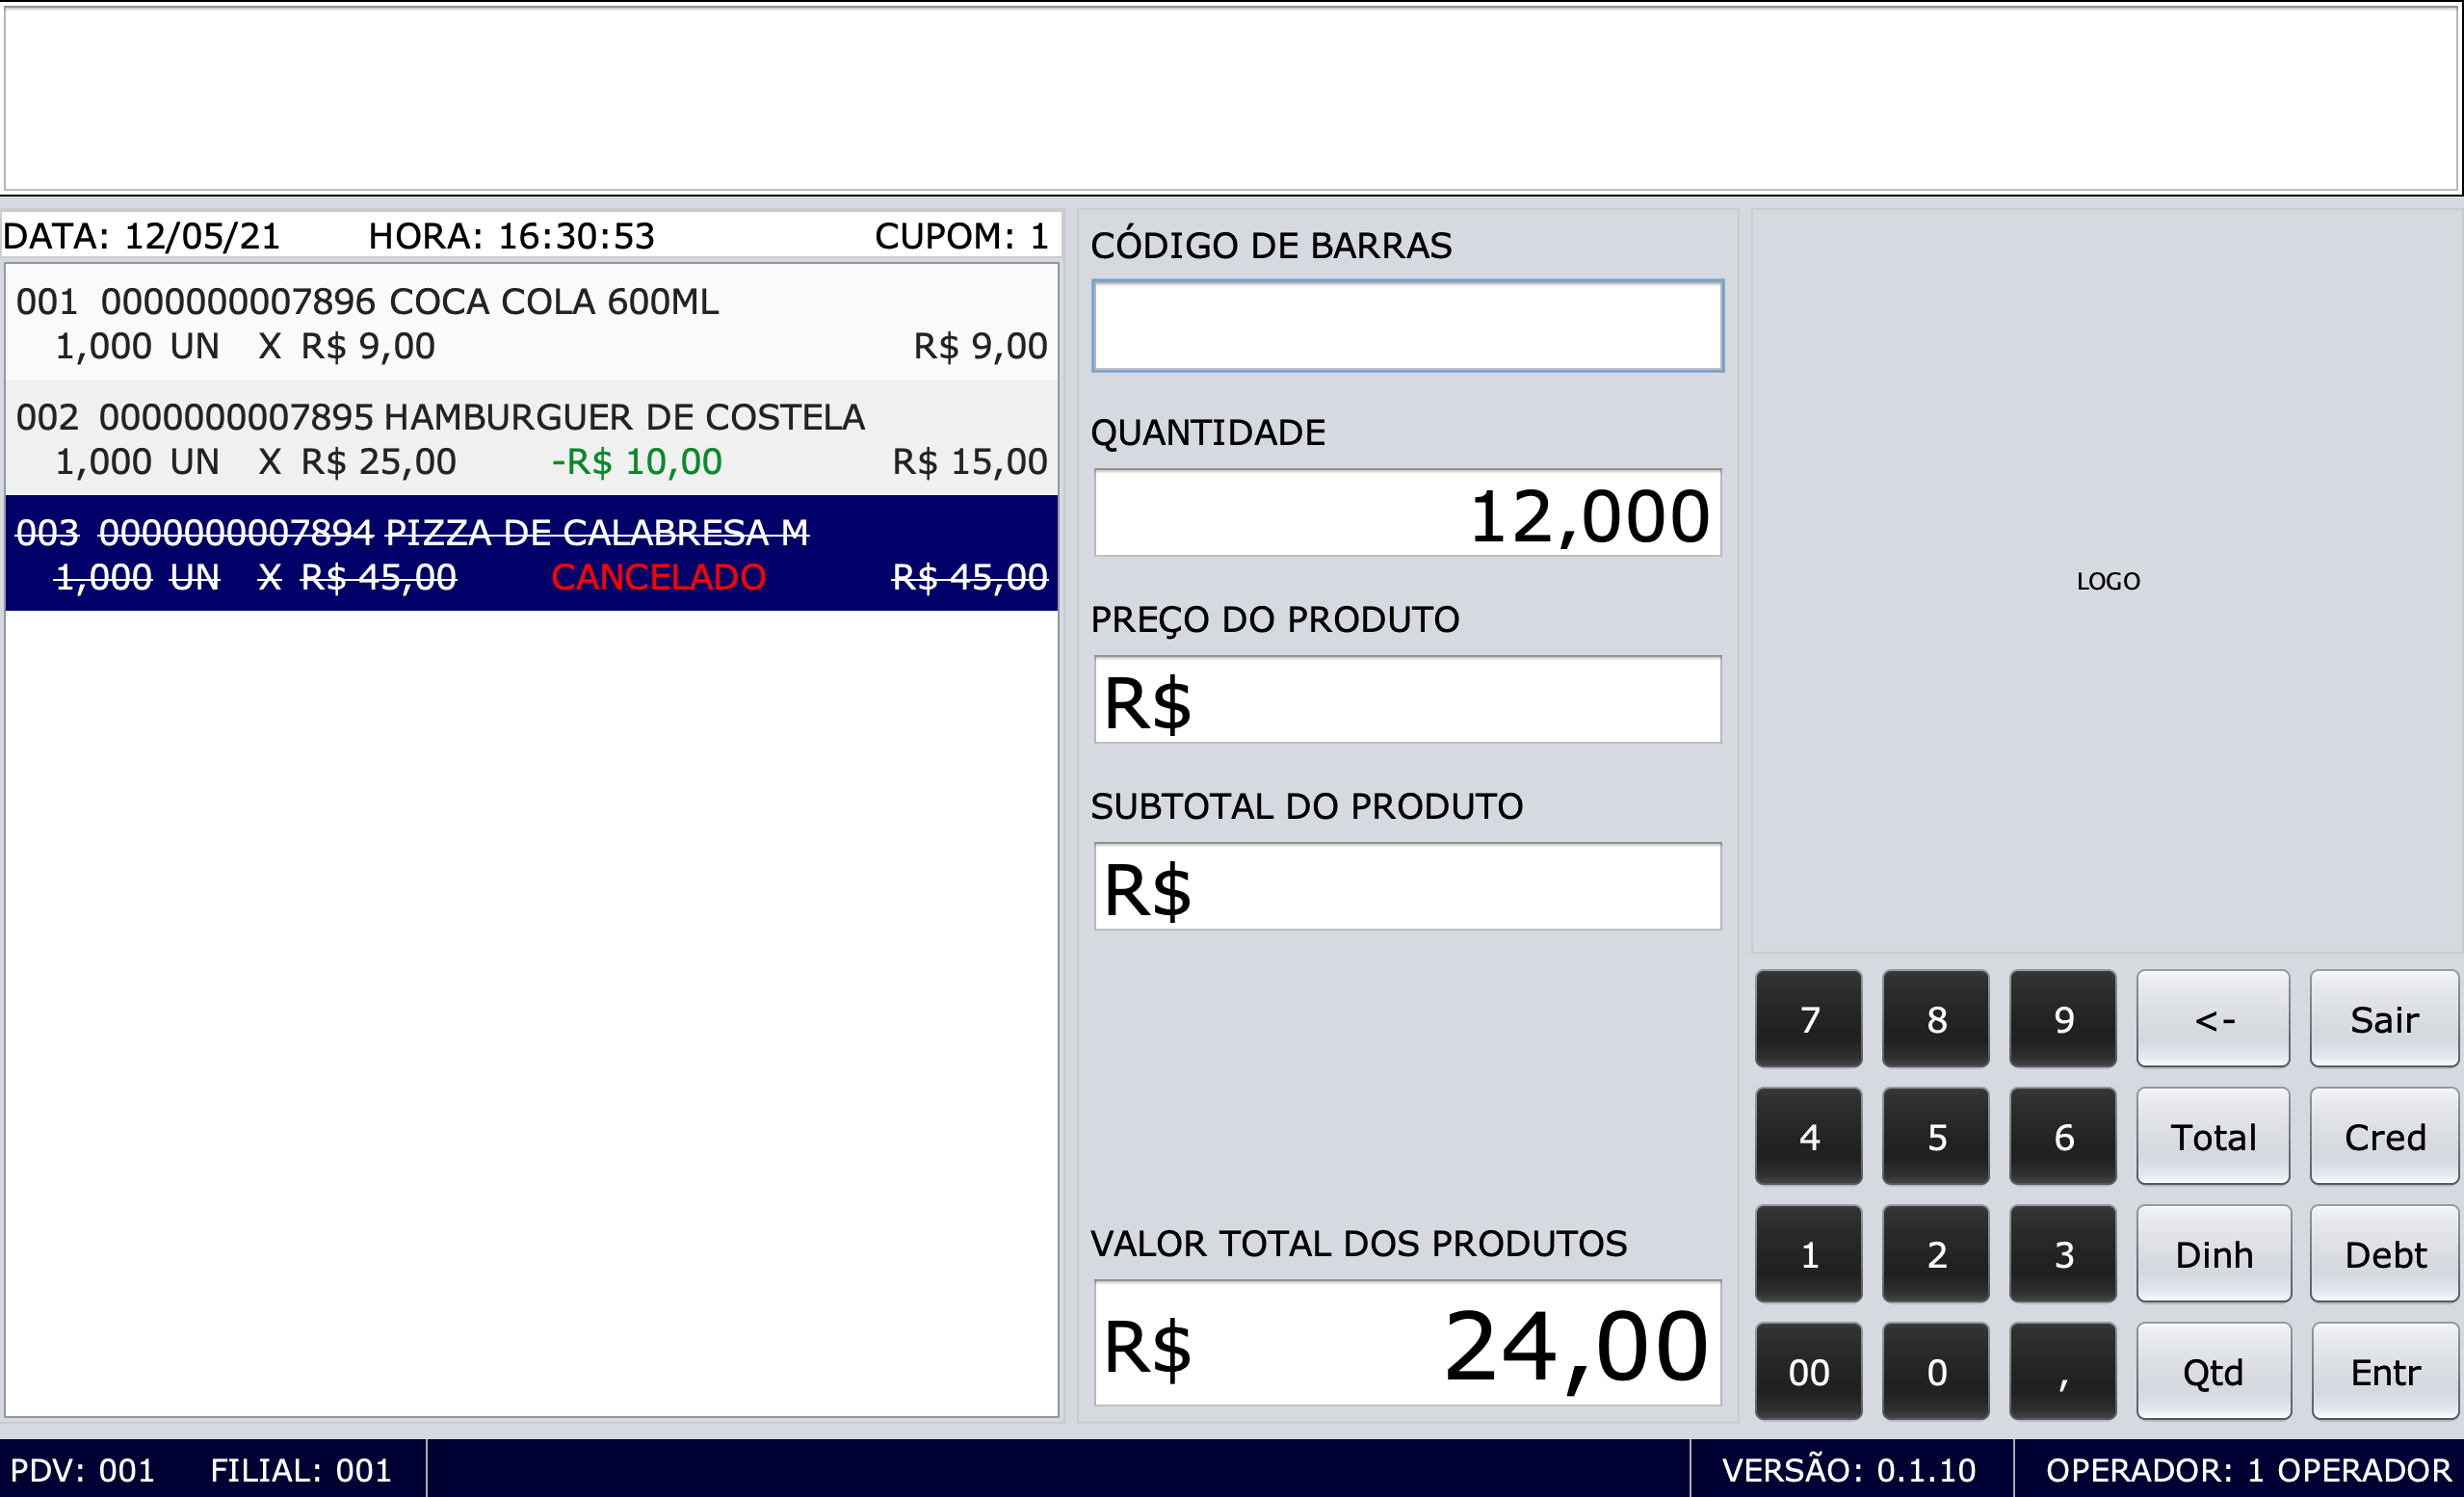 DATA: 12/05/21 HORA: 16:30:53 CUPOM: 1
001 0000000007896 COCA COLA 600ML
1,000 UN X R$ 9,00 R$ 9,00
002 0000000007895 HAMBURGUER DE COSTELA
1,000 UN X R$ 25,00 -R$ 10,00 R$ 15,00
003 0000000007894 PIZZA DE CALABRESA M
1,000 UN X R$ 45,00 CANCELADO R$ 45,00
CÓDIGO DE BARRAS
QUANTIDADE
12,000
PREÇO DO PRODUTO
R$
SUBTOTAL DO PRODUTO
R$
VALOR TOTAL DOS PRODUTOS
R$ 24,00
LOGO
7 8 9 <- Sair
4 5 6 Total Cred
1 2 3 Dinh Debt
00 0 , Qtd Entr
PDV: 001 FILIAL: 001 VERSÃO: 0.1.10 OPERADOR: 1 OPERADOR